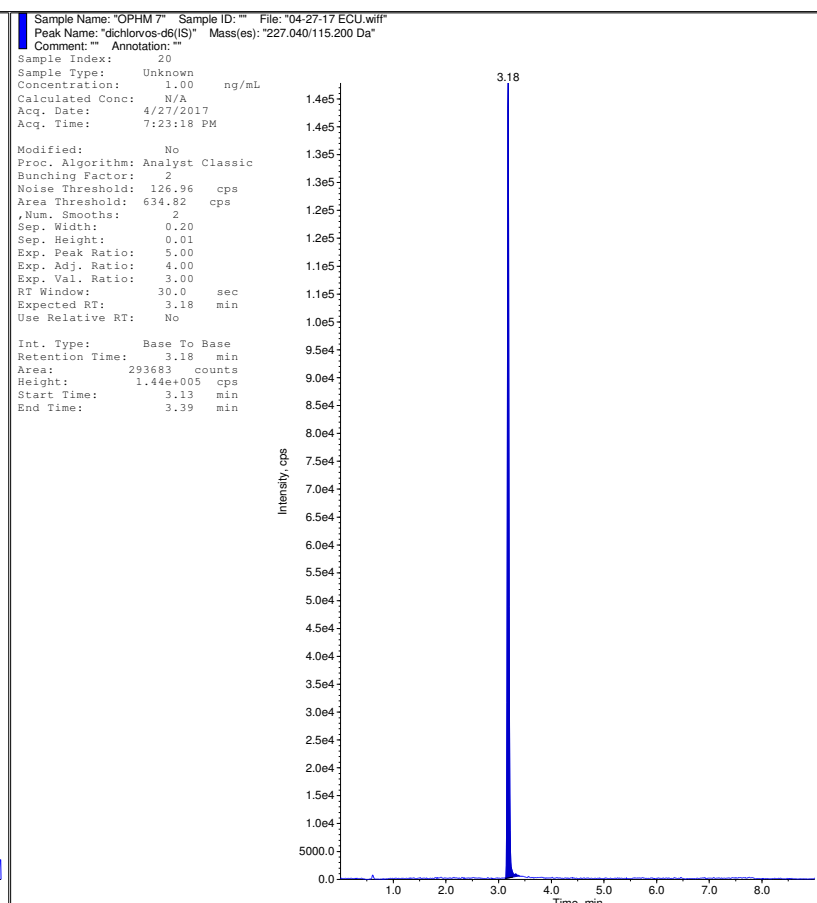 Sample Name: "OPHM 7"    Sample ID: ""    File: "04-27-17 ECU.wiff"
Peak Name: "dichlorvos-d6(IS)"    Mass(es): "227.040/115.200 Da"
Comment: ""    Annotation: ""
Sample Index: 20
Sample Type: Unknown
Concentration: 1.00 ng/mL
Calculated Conc: N/A
Acq. Date: 4/27/2017
Acq. Time: 7:23:18 PM
Modified: No
Proc. Algorithm: Analyst Classic
Bunching Factor: 2
Noise Threshold: 126.96 cps
Area Threshold: 634.82 cps
,Num. Smooths: 2
Sep. Width: 0.20
Sep. Height: 0.01
Exp. Peak Ratio: 5.00
Exp. Adj. Ratio: 4.00
Exp. Val. Ratio: 3.00
RT Window: 30.0 sec
Expected RT: 3.18 min
Use Relative RT: No
Int. Type: Base To Base
Retention Time: 3.18 min
Area: 293683 counts
Height: 1.44e+005 cps
Start Time: 3.13 min
End Time: 3.39 min
3.18
1.4e5
1.4e5
1.3e5
1.3e5
1.2e5
1.2e5
1.1e5
1.1e5
1.0e5
9.5e4
9.0e4
8.5e4
8.0e4
7.5e4
7.0e4
6.5e4
6.0e4
5.5e4
5.0e4
4.5e4
4.0e4
3.5e4
3.0e4
2.5e4
2.0e4
1.5e4
1.0e4
5000.0
0.0
Intensity, cps
1.0 2.0 3.0 4.0 5.0 6.0 7.0 8.0
Time, min